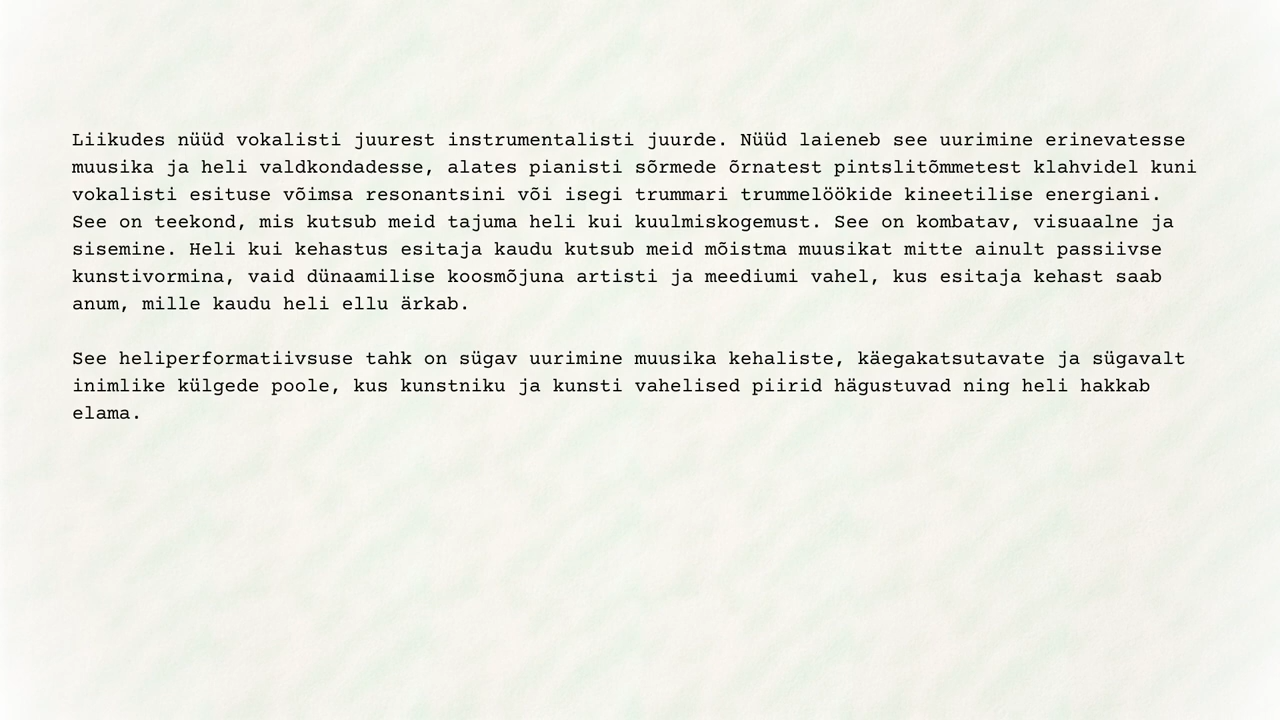 Liikudes nüüd vokalisti juurest instrumentalisti juurde. Nüüd laieneb see uurimine erinevatesse
muusika ja heli valdkondadesse, alates pianisti sõrmede õrnatest pintslitõmmetest klahvidel kuni
vokalisti esituse võimsa resonantsini või isegi trummari trummelöökide kineetilise energiani.
See on teekond, mis kutsub meid tajuma heli kui kuulmiskogemust. See on kombatav, visuaalne ja
sisemine. Heli kui kehastus esitaja kaudu kutsub meid mõistma muusikat mitte ainult passiivse
kunstivormina, vaid dünaamilise koosmõjuna artisti ja meediumi vahel, kus esitaja kehast saab
anum, mille kaudu heli ellu ärkab.

See heliperformatiivsuse tahk on sügav uurimine muusika kehaliste, käegakatsutavate ja sügavalt
inimlike külgede poole, kus kunstniku ja kunsti vahelised piirid hägustuvad ning heli hakkab
elama.